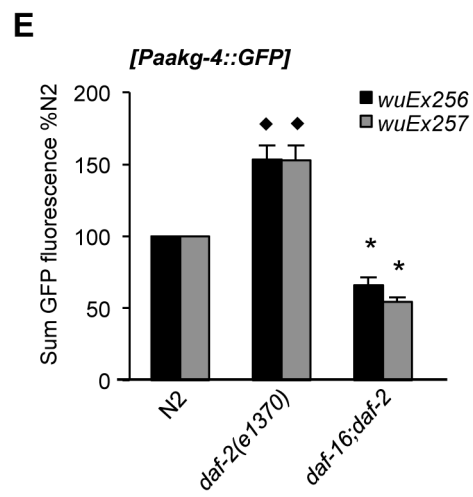 E
[Paakg-4::GFP]
Sum GFP fluorescence %N2
200
150
100
50
0
wuEx256
wuEx257
◆ ◆
*
*
N2
daf-2(e1370)
daf-16;daf-2